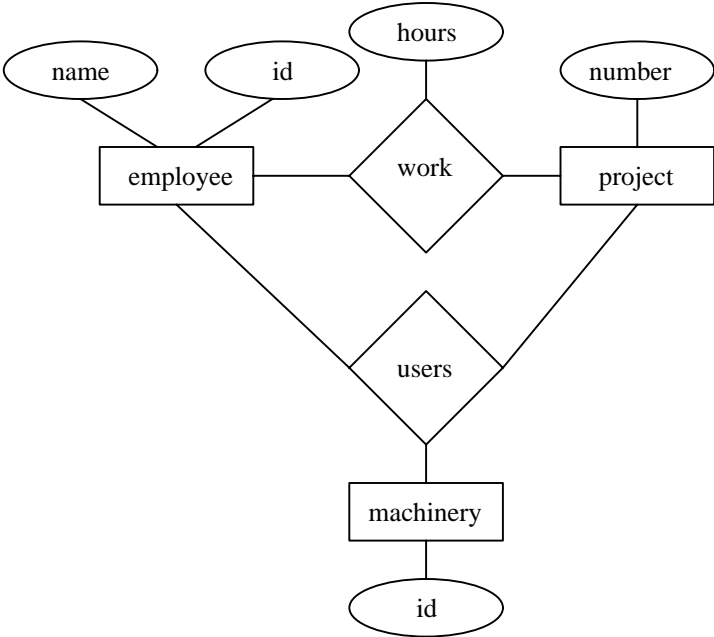 hours
name
id
number
employee
work
project
users
machinery
id